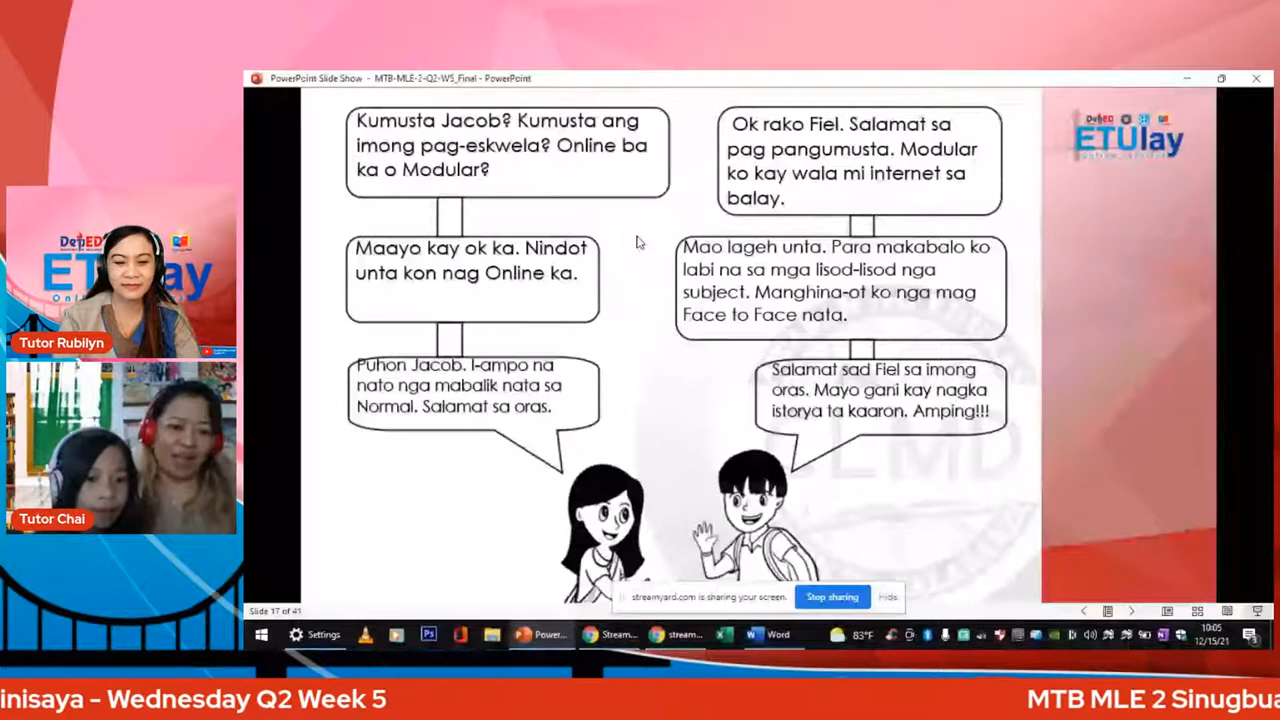 PowerPoint Slide Show - MTB-MLE-2-Q2-W5_Final - PowerPoint
Kumusta Jacob? Kumusta ang
imong pag-eskwela? Online ba
ka o Modular?
Ok rako Fiel. Salamat sa
pag pangumusta. Modular
ko kay wala mi internet sa
balay.
DepED
ETUlay
Maayo kay ok ka. Nindot
unta kon nag Online ka.
Mao lageh unta. Para makabalo ko
labi na sa mga lisod-lisod nga
subject. Manghina-ot ko nga mag
Face to Face nata.
Puhon Jacob. I-ampo na
nato nga mabalik nata sa
Normal. Salamat sa oras.
Salamat sad Fiel sa imong
oras. Mayo gani kay nagka
istorya ta kaaron. Amping!!!
DepED
Tutor Rubilyn
Tutor Chai
streamyard.com is sharing your screen.
Stop sharing
Hide
Slide 17 of 41
Settings
Ps
Power...
Stream...
stream...
Word
83°F
10:05
12/15/21
inisaya - Wednesday Q2 Week 5
MTB MLE 2 Sinugbua